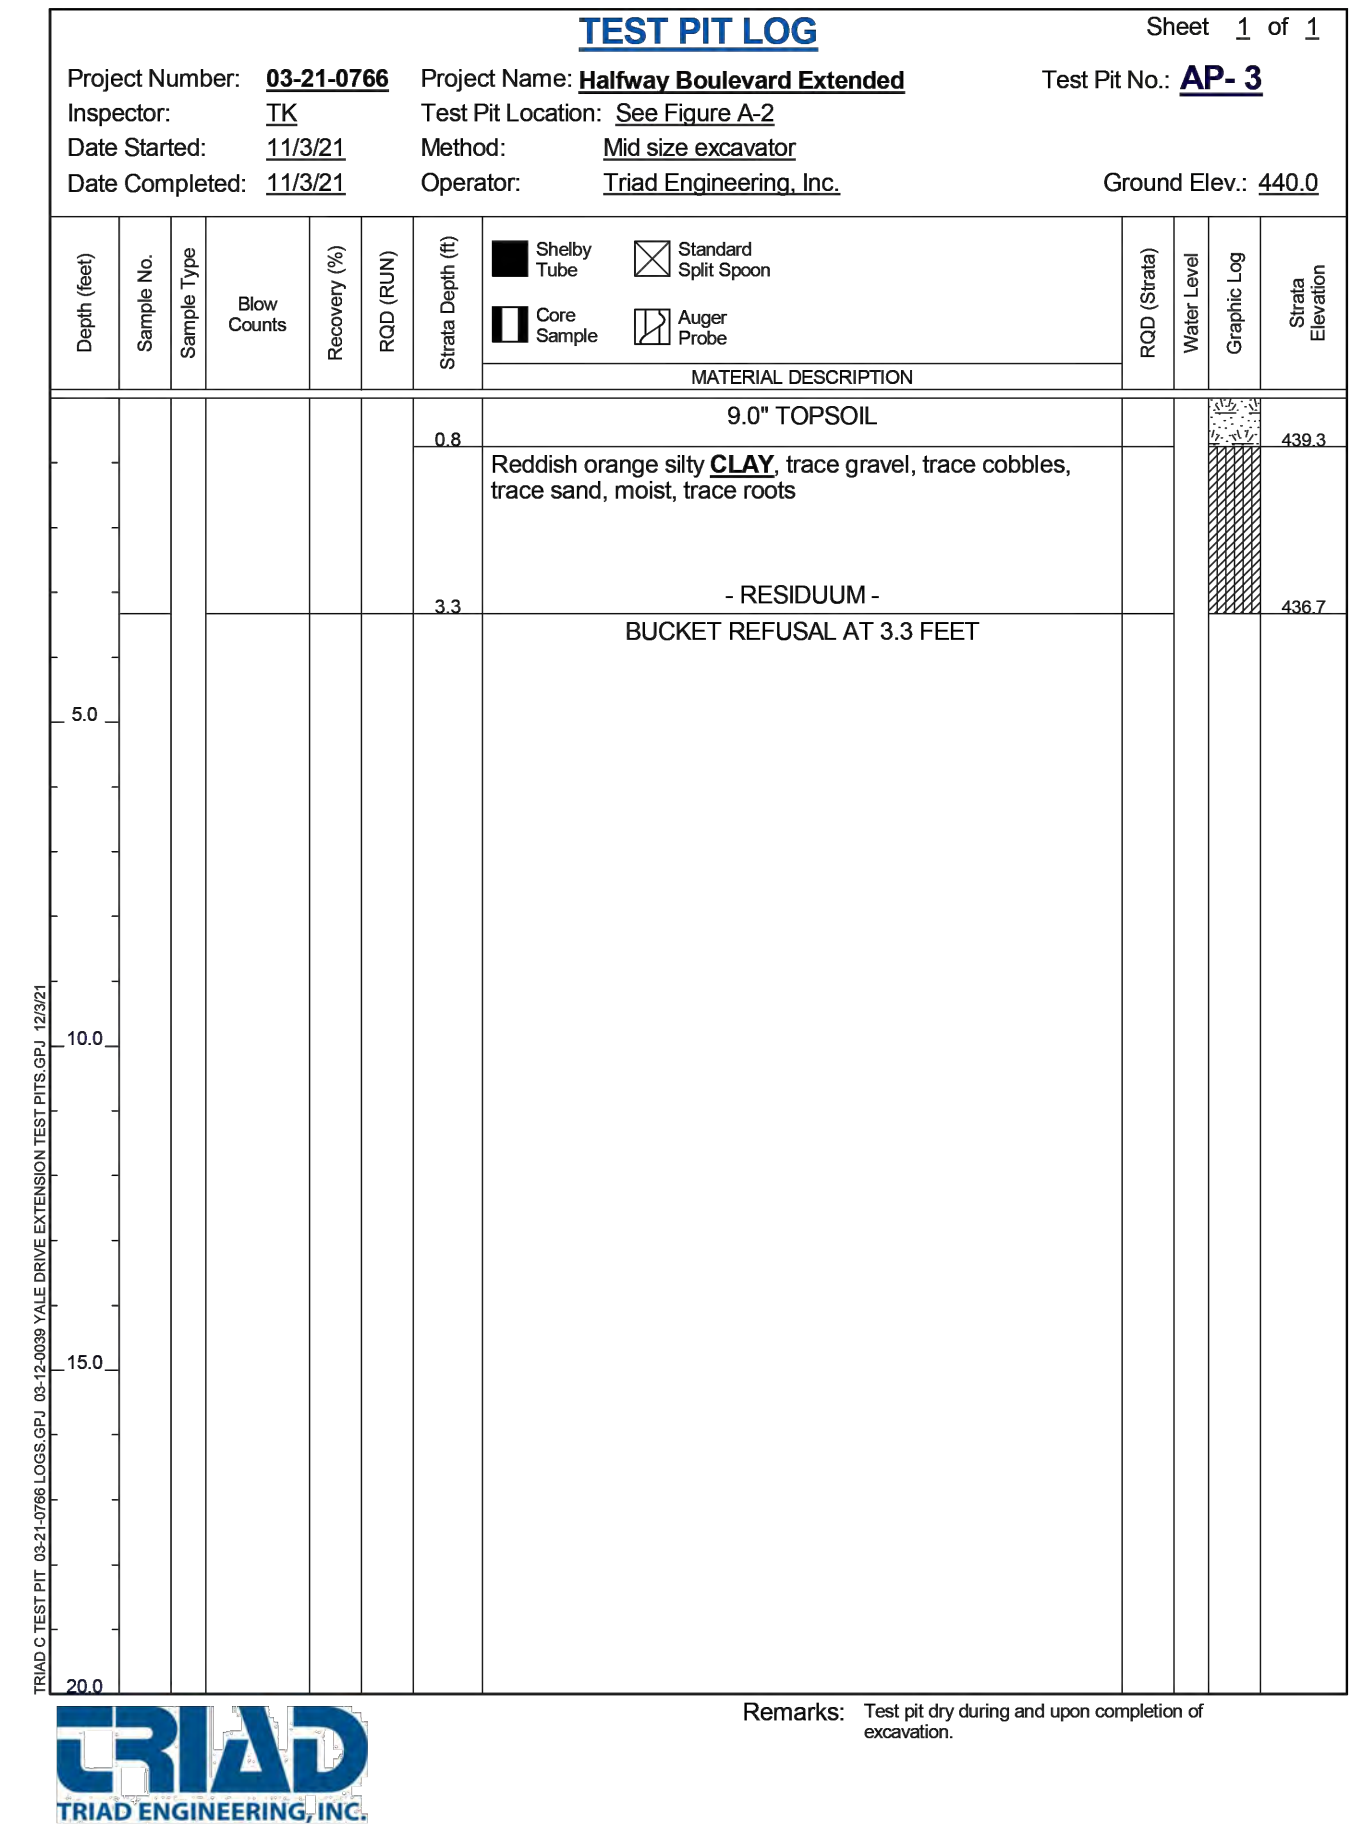 TEST PIT LOG
Sheet 1 of 1
Project Number: 03-21-0766 Project Name: Halfway Boulevard Extended Test Pit No.: AP- 3
Inspector: TK Test Pit Location: See Figure A-2
Date Started: 11/3/21 Method: Mid size excavator
Date Completed: 11/3/21 Operator: Triad Engineering, Inc. Ground Elev.: 440.0
Depth (feet)
Sample No.
Sample Type
Blow
Counts
Recovery (%)
RQD (RUN)
Strata Depth (ft)
Shelby
Tube
Standard
Split Spoon
Core
Sample
Auger
Probe
MATERIAL DESCRIPTION
RQD (Strata)
Water Level
Graphic Log
Strata
Elevation
9.0" TOPSOIL
0.8 439.3
Reddish orange silty CLAY, trace gravel, trace cobbles,
trace sand, moist, trace roots
- RESIDUUM -
3.3 436.7
BUCKET REFUSAL AT 3.3 FEET
5.0
10.0
15.0
20.0
TRIAD C TEST PIT 03-21-0766 LOGS.GPJ 03-12-0039 YALE DRIVE EXTENSION TEST PITS.GPJ 12/3/21
Remarks: Test pit dry during and upon completion of
excavation.
TRIAD
TRIAD ENGINEERING, INC.